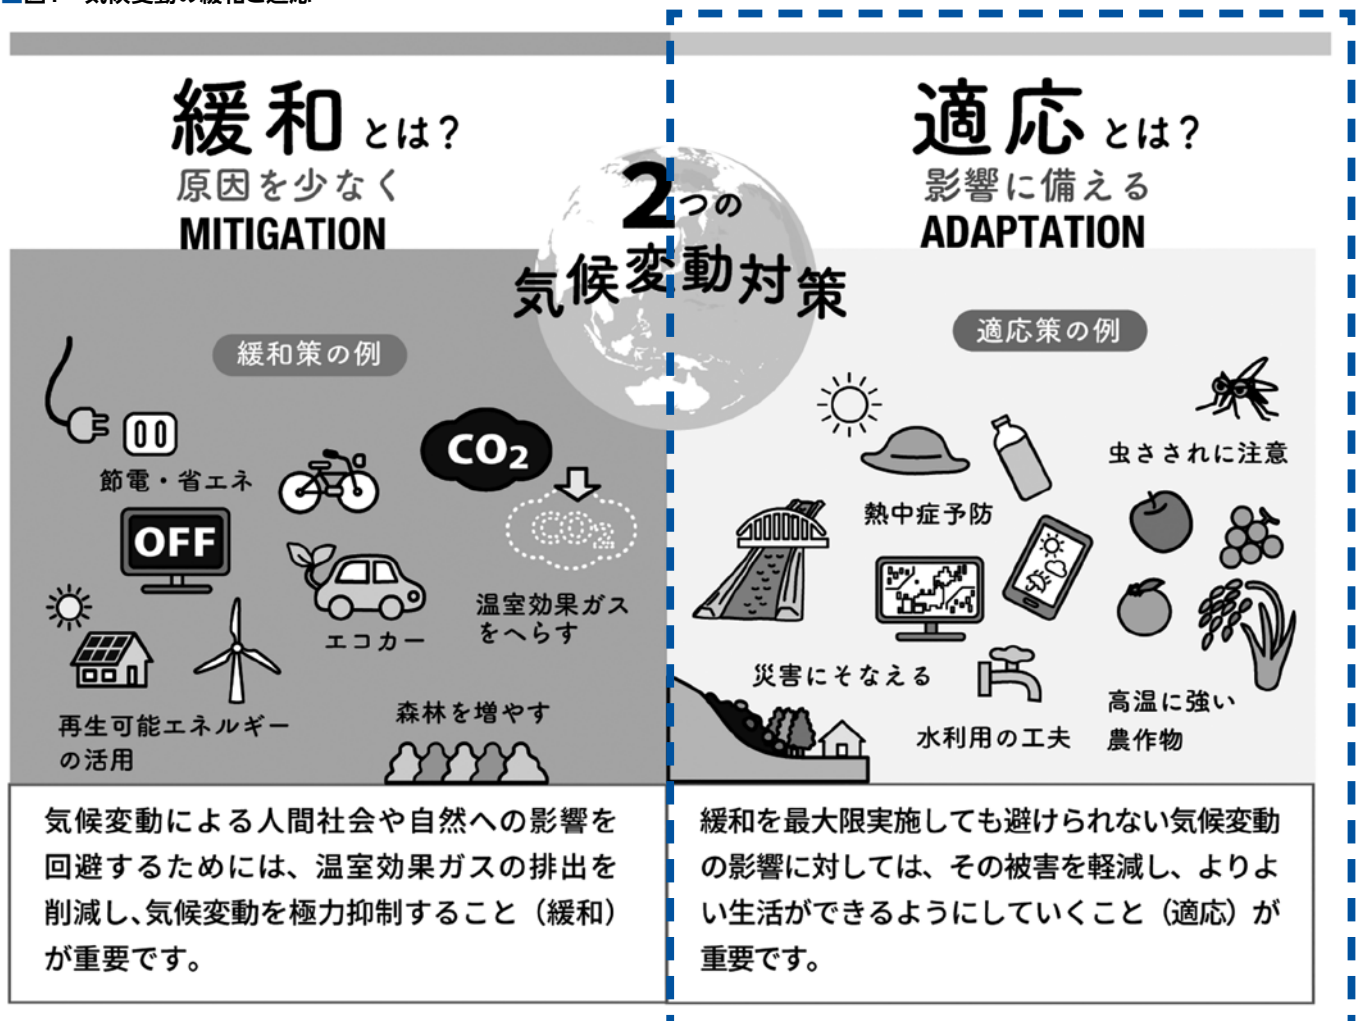 緩和とは？
原因を少なく
MITIGATION
適応とは？
影響に備える
ADAPTATION
2つの
気候変動対策
緩和策の例
節電・省エネ
OFF
CO2
CO2
温室効果ガス
をへらす
エコカー
再生可能エネルギー
の活用
森林を増やす
適応策の例
虫さされに注意
熱中症予防
災害にそなえる
水利用の工夫
高温に強い
農作物
気候変動による人間社会や自然への影響を
回避するためには、温室効果ガスの排出を
削減し、気候変動を極力抑制すること（緩和）
が重要です。
緩和を最大限実施しても避けられない気候変動
の影響に対しては、その被害を軽減し、よりよ
い生活ができるようにしていくこと（適応）が
重要です。